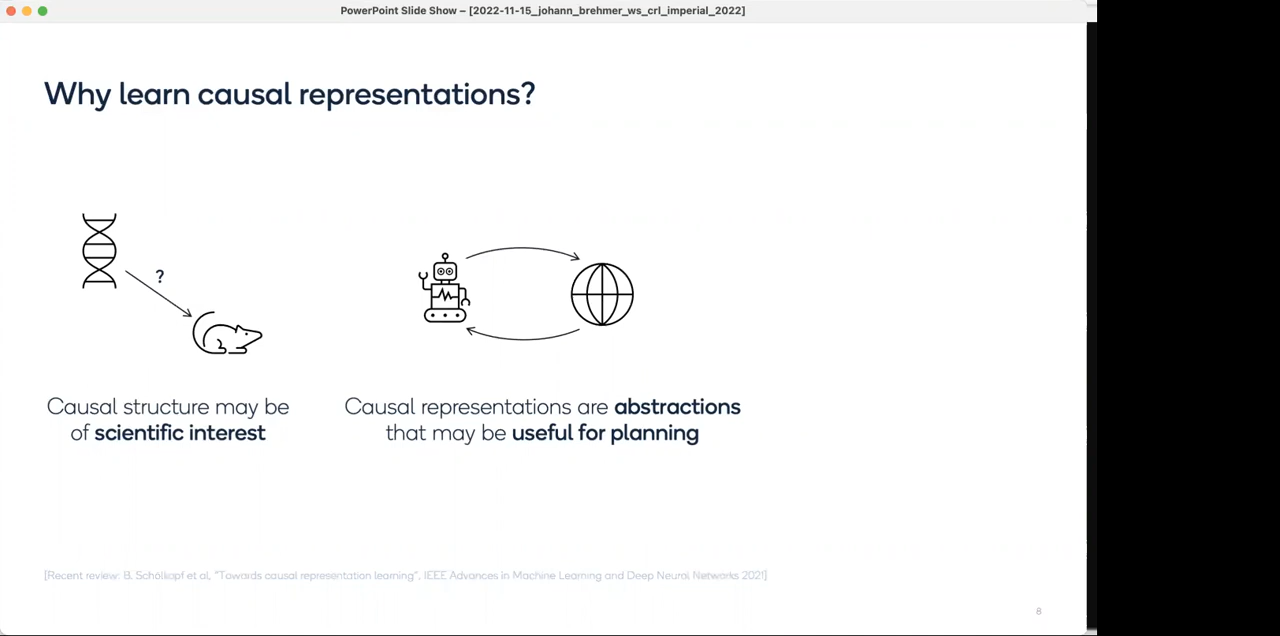 PowerPoint Slide Show – [2022-11-15_johann_brehmer_ws_crl_imperial_2022]
Why learn causal representations?
?
Causal structure may be
of scientific interest
Causal representations are abstractions
that may be useful for planning
[Recent review: B. Schölkopf et al, "Towards causal representation learning", IEEE Advances in Machine Learning and Deep Neural Networks 2021]
8